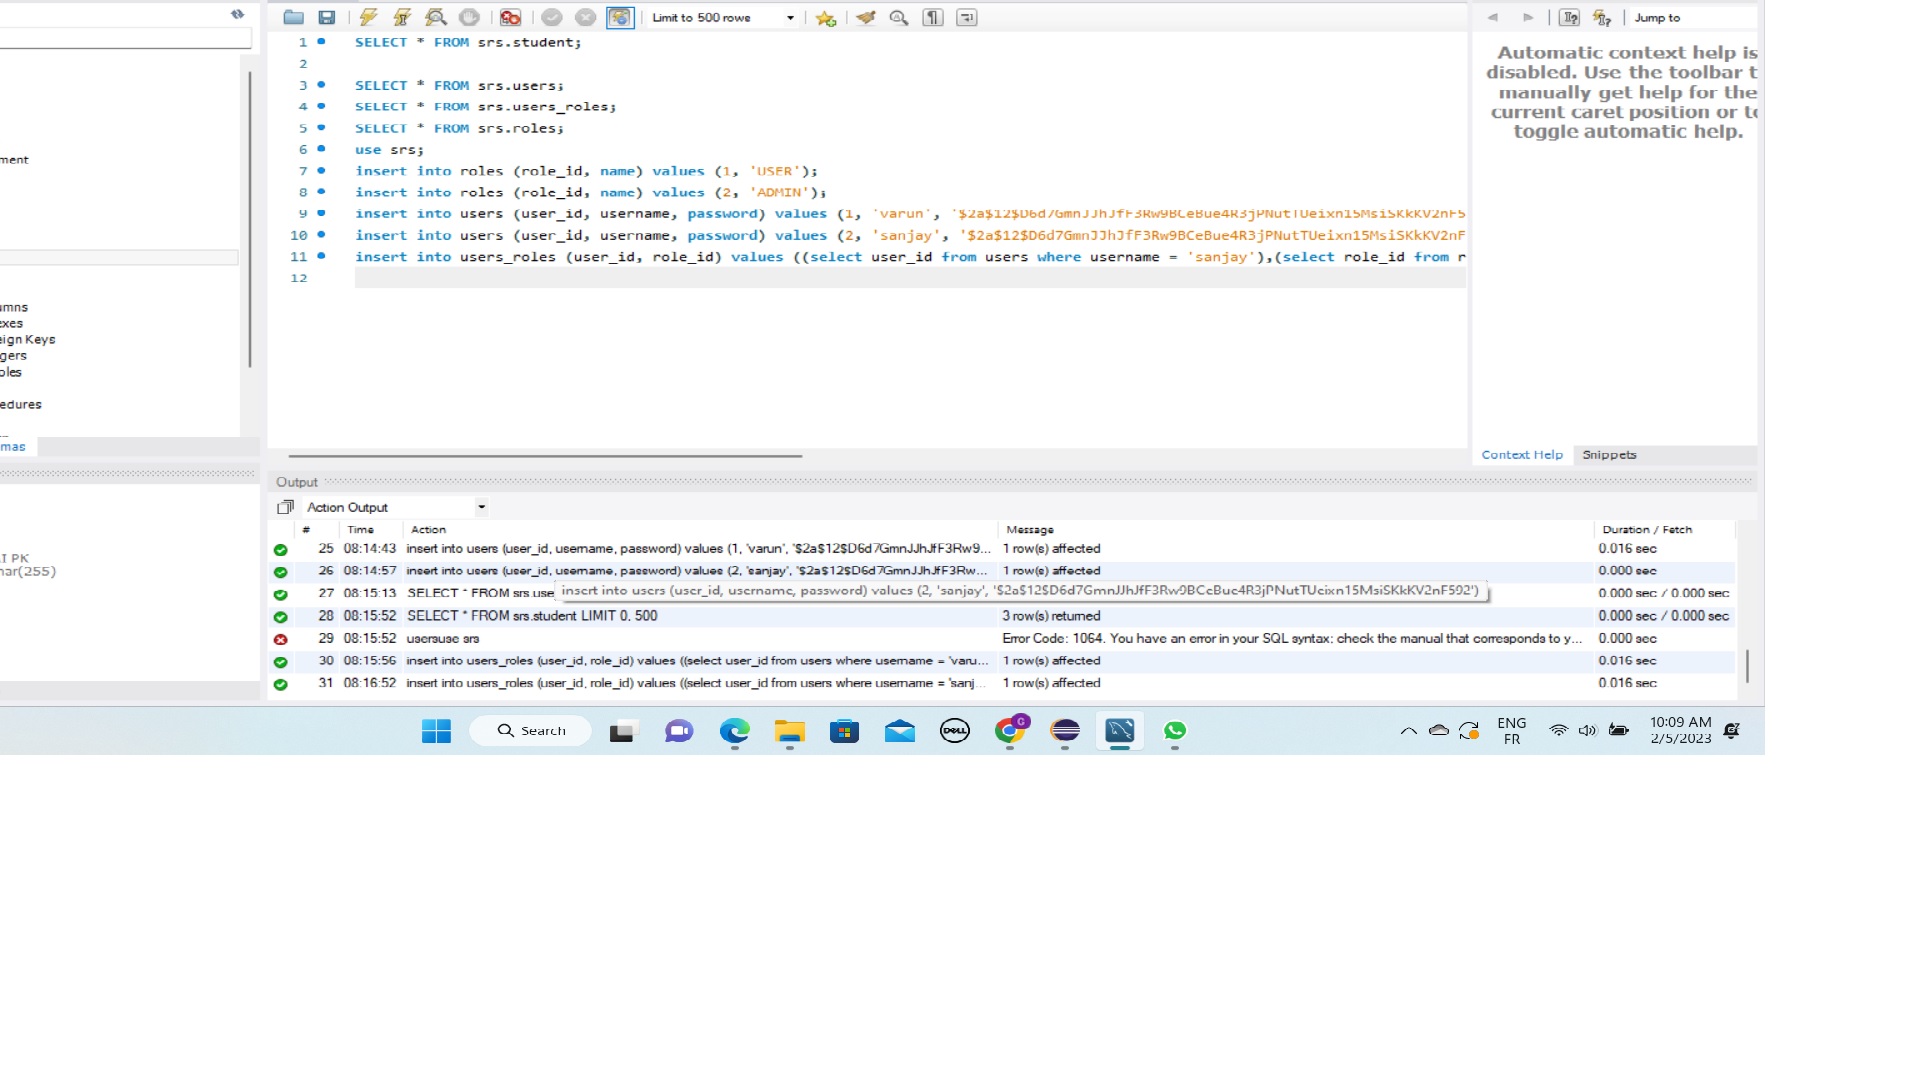 Limit to 500 rows
Jump to
1 SELECT * FROM srs.student;
2
3 SELECT * FROM srs.users;
4 SELECT * FROM srs.users_roles;
5 SELECT * FROM srs.roles;
6 use srs;
7 insert into roles (role_id, name) values (1, 'USER');
8 insert into roles (role_id, name) values (2, 'ADMIN');
9 insert into users (user_id, username, password) values (1, 'varun', '$2a$12$D6d7GmnJJhJfF3Rw9BCeBue4R3jPNutTUeixn15MsiSKkKV2nF5
10 insert into users (user_id, username, password) values (2, 'sanjay', '$2a$12$D6d7GmnJJhJfF3Rw9BCeBue4R3jPNutTUeixn15MsiSKkKV2nF
11 insert into users_roles (user_id, role_id) values ((select user_id from users where username = 'sanjay'),(select role_id from r
12
Automatic context help is
disabled. Use the toolbar t
manually get help for the
current caret position or to
toggle automatic help.
ment
umns
exes
eign Keys
gers
oles
edures
mas
I PK
har(255)
Context Help Snippets
Output
Action Output
# Time Action Message Duration / Fetch
25 08:14:43 insert into users (user_id, username, password) values (1, 'varun', '$2a$12$D6d7GmnJJhJfF3Rw9... 1 row(s) affected 0.016 sec
26 08:14:57 insert into users (user_id, username, password) values (2, 'sanjay', '$2a$12$D6d7GmnJJhJfF3Rw... 1 row(s) affected 0.000 sec
27 08:15:13 SELECT * FROM srs.use 0.000 sec / 0.000 sec
insert into users (user_id, username, password) values (2, 'sanjay', '$2a$12$D6d7GmnJJhJfF3Rw9BCeBue4R3jPNutTUeixn15MsiSKkKV2nF592')
28 08:15:52 SELECT * FROM srs.student LIMIT 0, 500 3 row(s) returned 0.000 sec / 0.000 sec
29 08:15:52 usersuse srs Error Code: 1064. You have an error in your SQL syntax; check the manual that corresponds to y... 0.000 sec
30 08:15:56 insert into users_roles (user_id, role_id) values ((select user_id from users where username = 'varu... 1 row(s) affected 0.016 sec
31 08:16:52 insert into users_roles (user_id, role_id) values ((select user_id from users where username = 'sanj... 1 row(s) affected 0.016 sec
Search
DELL
C
ENG
FR
10:09 AM
2/5/2023